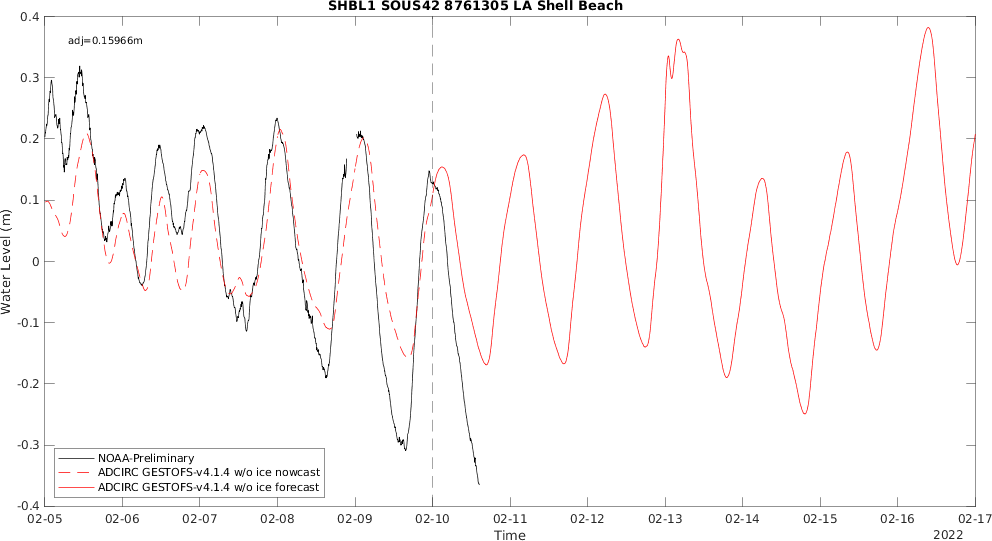 SHBL1 SOUS42 8761305 LA Shell Beach
adj=0.15966m
0.4
0.3
0.2
0.1
0
-0.1
-0.2
-0.3
-0.4
Water Level (m)
NOAA-Preliminary
ADCIRC GESTOFS-v4.1.4 w/o ice nowcast
ADCIRC GESTOFS-v4.1.4 w/o ice forecast
02-05 02-06 02-07 02-08 02-09 02-10 02-11 02-12 02-13 02-14 02-15 02-16 02-17
Time
2022